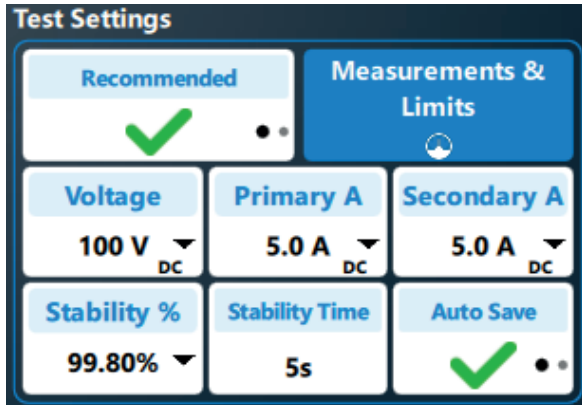 Test Settings
Recommended
Measurements &
Limits
Voltage
Primary A
Secondary A
100 V
DC
5.0 A
DC
5.0 A
DC
Stability %
Stability Time
Auto Save
99.80%
5s